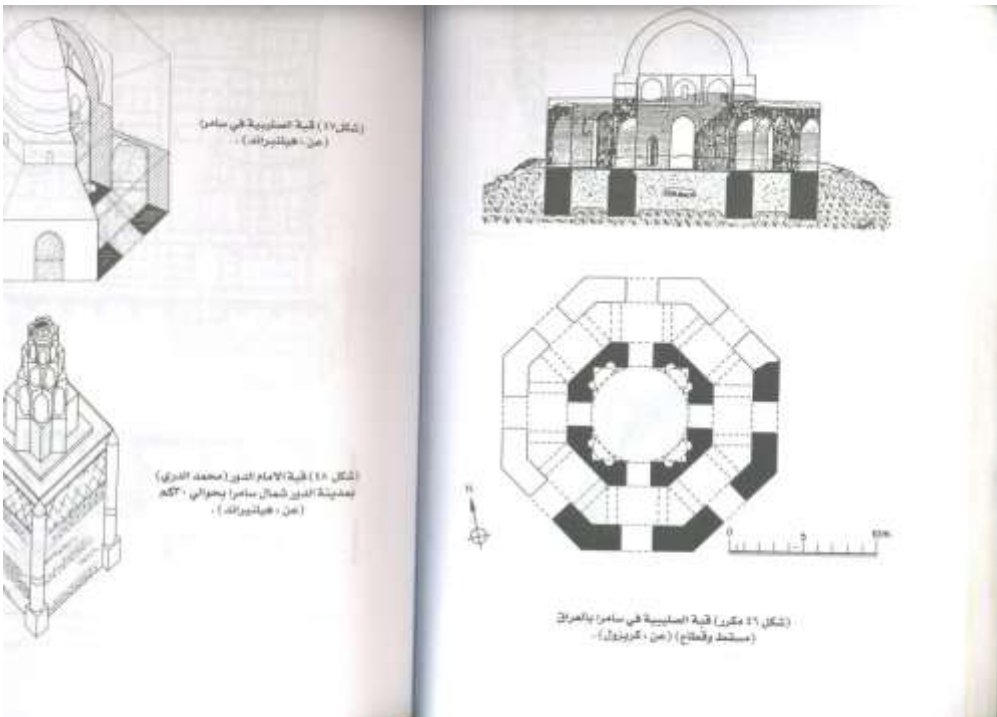 (شكل ٤٦ مكرر) قبة الصليبية في سامرا بالعراق
(مسقط وقطاع) (عن ، كريزول) .
N
0 5 10m.
(شكل ٤٧) قبة الصليبية في سامرا
(عن ، هيلنبراند) .
(شكل ٤٨) قبة الامام الدور (محمد الدري)
بمدينة الدور شمال سامرا بحوالي ٢٠كم
(عن ، هيلنبراند) .